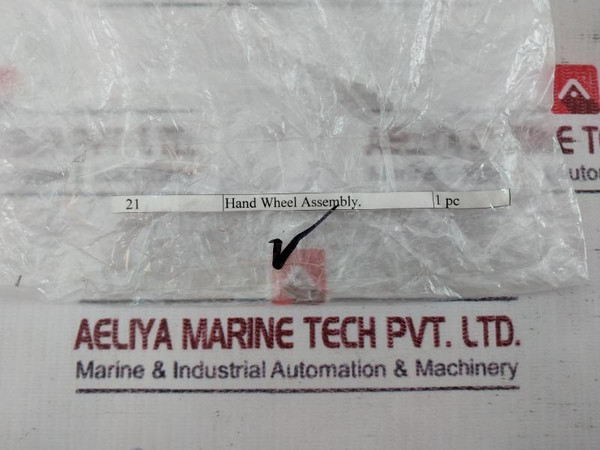 21 Hand Wheel Assembly. 1 pc
AELIYA MARINE TECH PVT. LTD.
Marine & Industrial Automation & Machinery